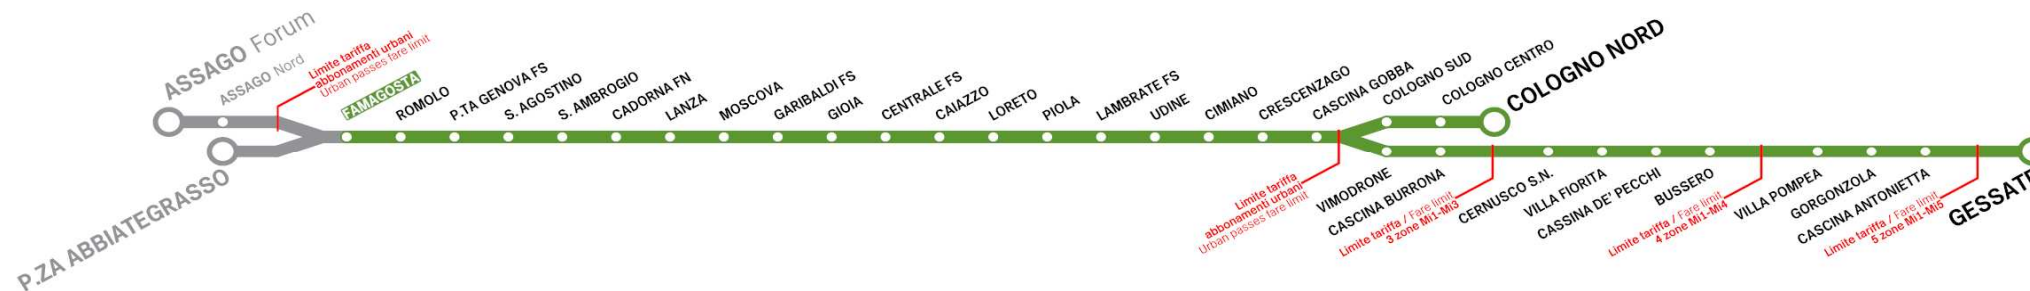 ASSAGO Forum
ASSAGO Nord
Limite tariffa
abbonamenti urbani
Urban passes fare limit
P.ZA ABBIATEGRASSO
FAMAGOSTA
ROMOLO
P.TA GENOVA FS
S. AGOSTINO
S. AMBROGIO
CADORNA FN
LANZA
MOSCOVA
GARIBALDI FS
GIOIA
CENTRALE FS
CAIAZZO
LORETO
PIOLA
LAMBRATE FS
UDINE
CIMIANO
CRESCENZAGO
CASCINA GOBBA
COLOGNO SUD
COLOGNO CENTRO
COLOGNO NORD
Limite tariffa
abbonamenti urbani
Urban passes fare limit
VIMODRONE
CASCINA BURRONA
Limite tariffa / Fare limit
3 zone Mi1-Mi3
CERNUSCO S.N.
VILLA FIORITA
CASSINA DE' PECCHI
BUSSERO
Limite tariffa / Fare limit
4 zone Mi1-Mi4
VILLA POMPEA
GORGONZOLA
CASCINA ANTONIETTA
Limite tariffa / Fare limit
5 zone Mi1-Mi5
GESSATE